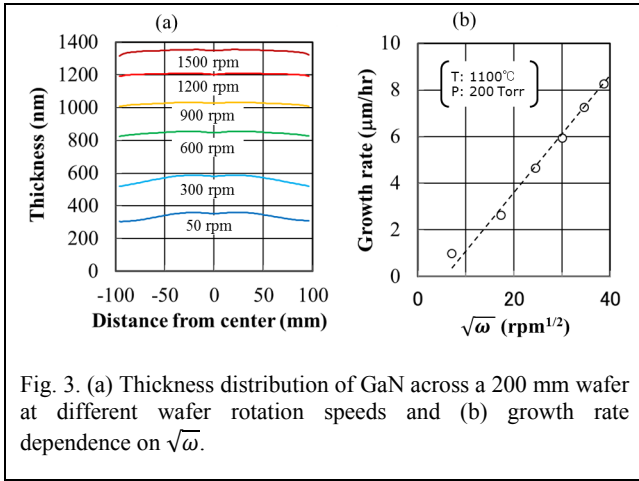 (a)
1400
1200
1000
800
600
400
200
0
Thickness (nm)
1500 rpm
1200 rpm
900 rpm
600 rpm
300 rpm
50 rpm
-100 -50 0 50 100
Distance from center (mm)
(b)
10
8
6
4
2
0
Growth rate (μm/hr)
T: 1100℃
P: 200 Torr
0 20 40
√ω (rpm1/2)
Fig. 3. (a) Thickness distribution of GaN across a 200 mm wafer
at different wafer rotation speeds and (b) growth rate
dependence on √ω.